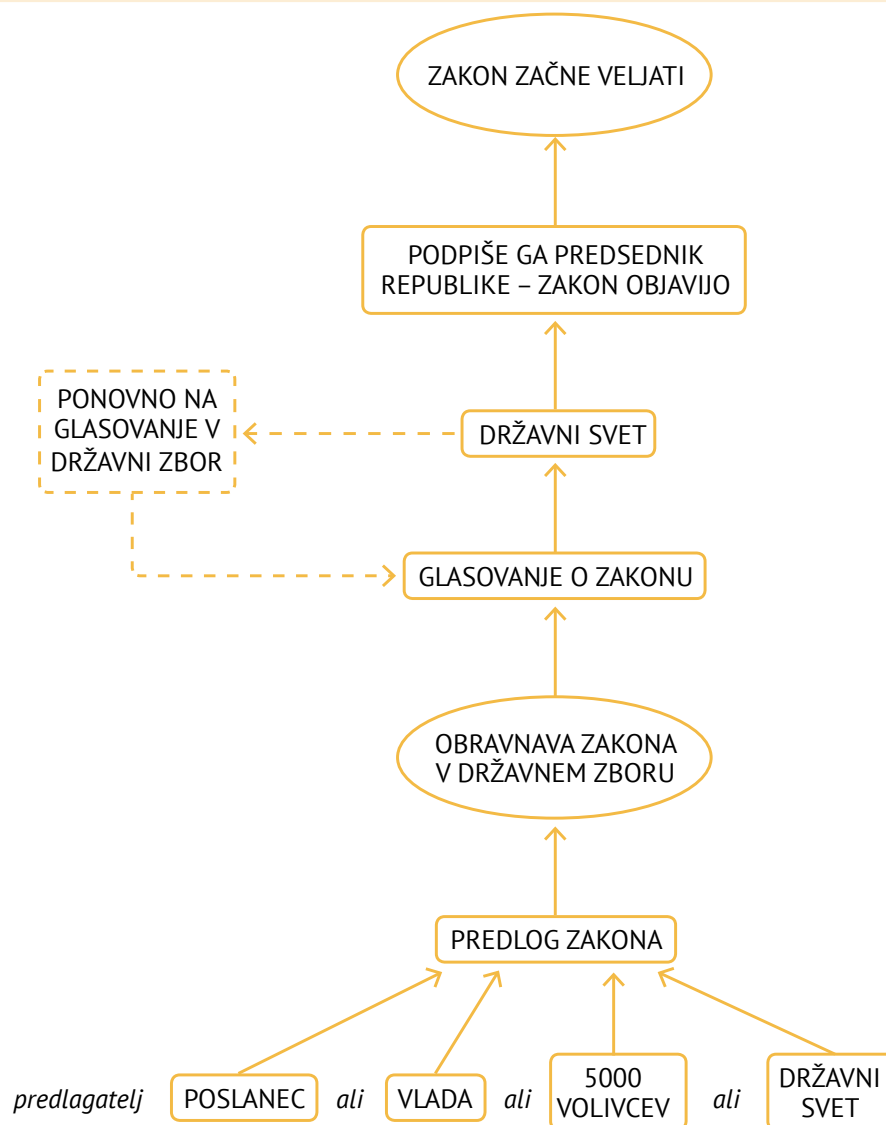 ZAKON ZAČNE VELJATI
PODPIŠE GA PREDSEDNIK
REPUBLIKE – ZAKON OBJAVIJO
PONOVNO NA
GLASOVANJE V
DRŽAVNI ZBOR
DRŽAVNI SVET
GLASOVANJE O ZAKONU
OBRAVNAVA ZAKONA
V DRŽAVNEM ZBORU
PREDLOG ZAKONA
predlagatelj
POSLANEC
ali
VLADA
ali
5000
VOLIVCEV
ali
DRŽAVNI
SVET